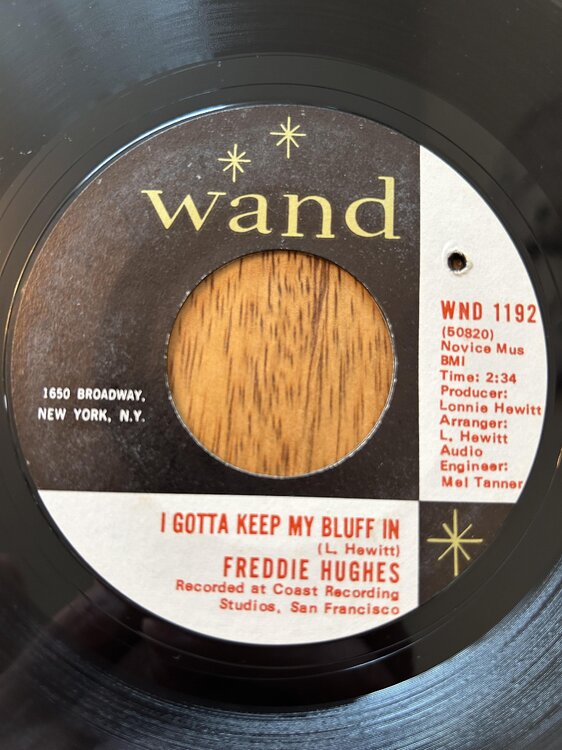 wand
WND 1192
(50820)
Novice Mus
BMI
Time: 2:34
Producer:
Lonnie Hewitt
Arranger:
L. Hewitt
Audio
Engineer:
Mel Tanner
1650 BROADWAY,
NEW YORK, N.Y.
I GOTTA KEEP MY BLUFF IN
(L. Hewitt)
FREDDIE HUGHES
Recorded at Coast Recording
Studios, San Francisco